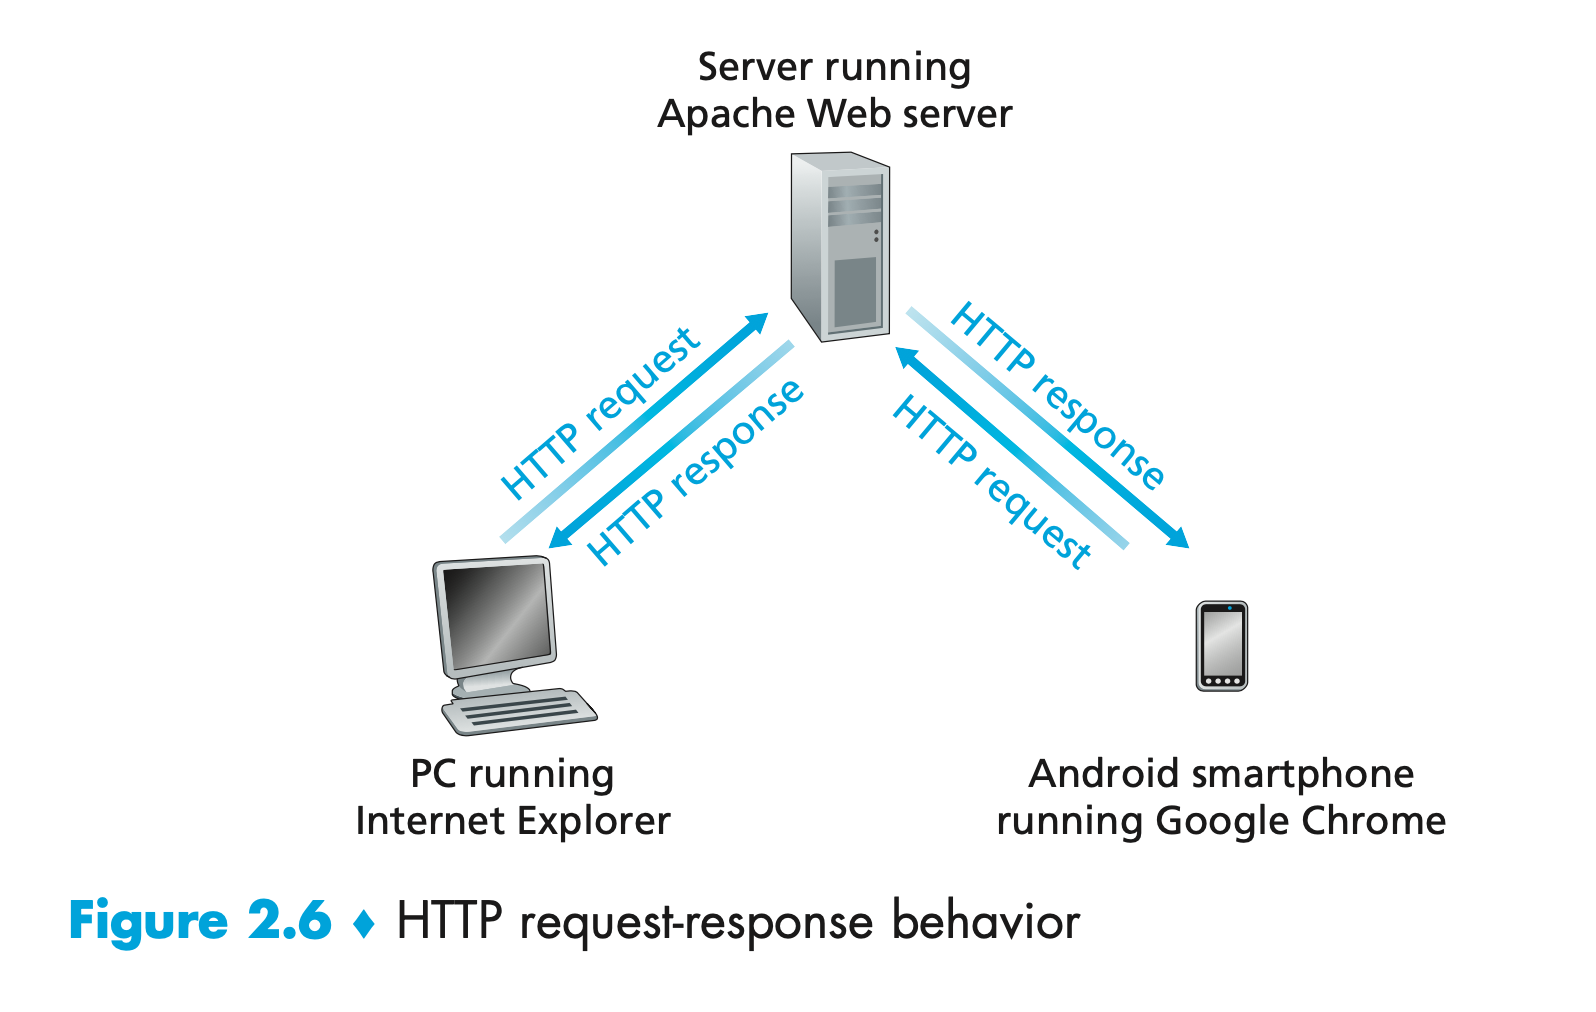 Server running
Apache Web server
HTTP request
HTTP response
HTTP response
HTTP request
PC running
Internet Explorer
Android smartphone
running Google Chrome
Figure 2.6 ♦ HTTP request-response behavior